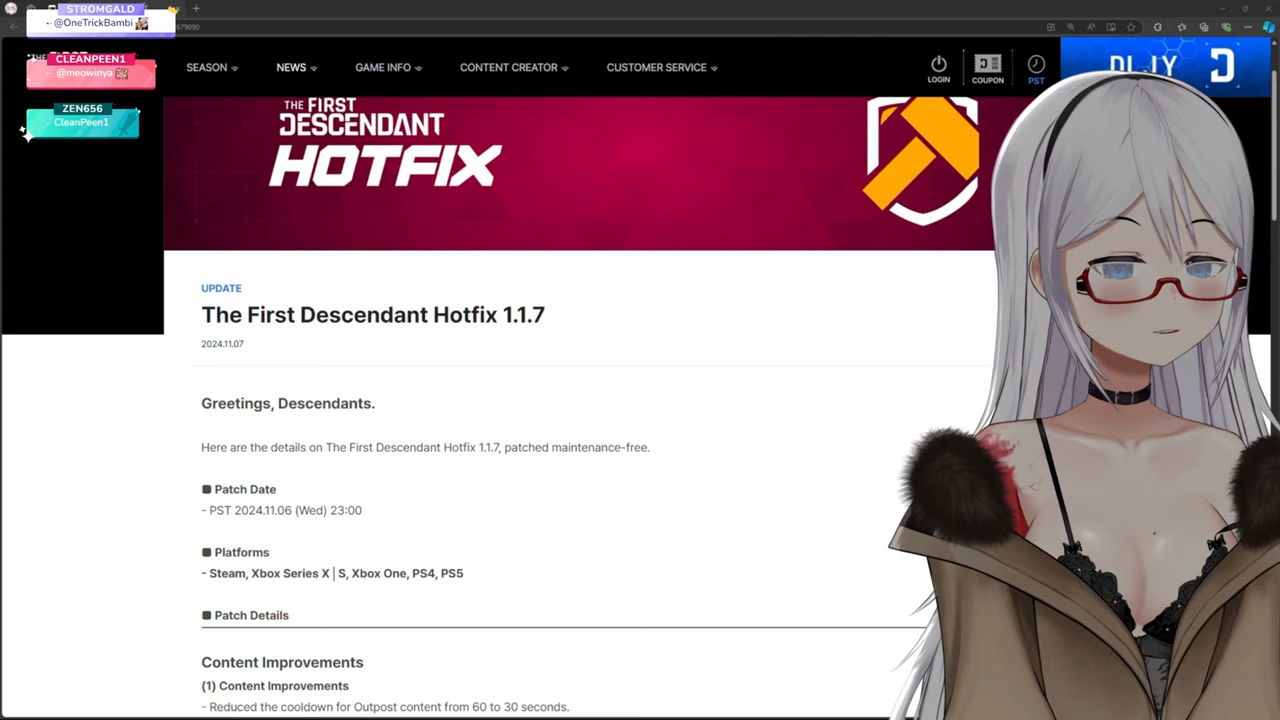 STROMGALD
@OneTrickBambi
CLEANPEEN1
@meowinya
ZEN656
CleanPeen1
679090
SEASON
NEWS
GAME INFO
CONTENT CREATOR
CUSTOMER SERVICE
LOGIN
COUPON
PST
THE FIRST
DESCENDANT
HOTFIX
UPDATE
The First Descendant Hotfix 1.1.7
2024.11.07
Greetings, Descendants.
Here are the details on The First Descendant Hotfix 1.1.7, patched maintenance-free.
■ Patch Date
- PST 2024.11.06 (Wed) 23:00
■ Platforms
- Steam, Xbox Series X | S, Xbox One, PS4, PS5
■ Patch Details
Content Improvements
(1) Content Improvements
- Reduced the cooldown for Outpost content from 60 to 30 seconds.